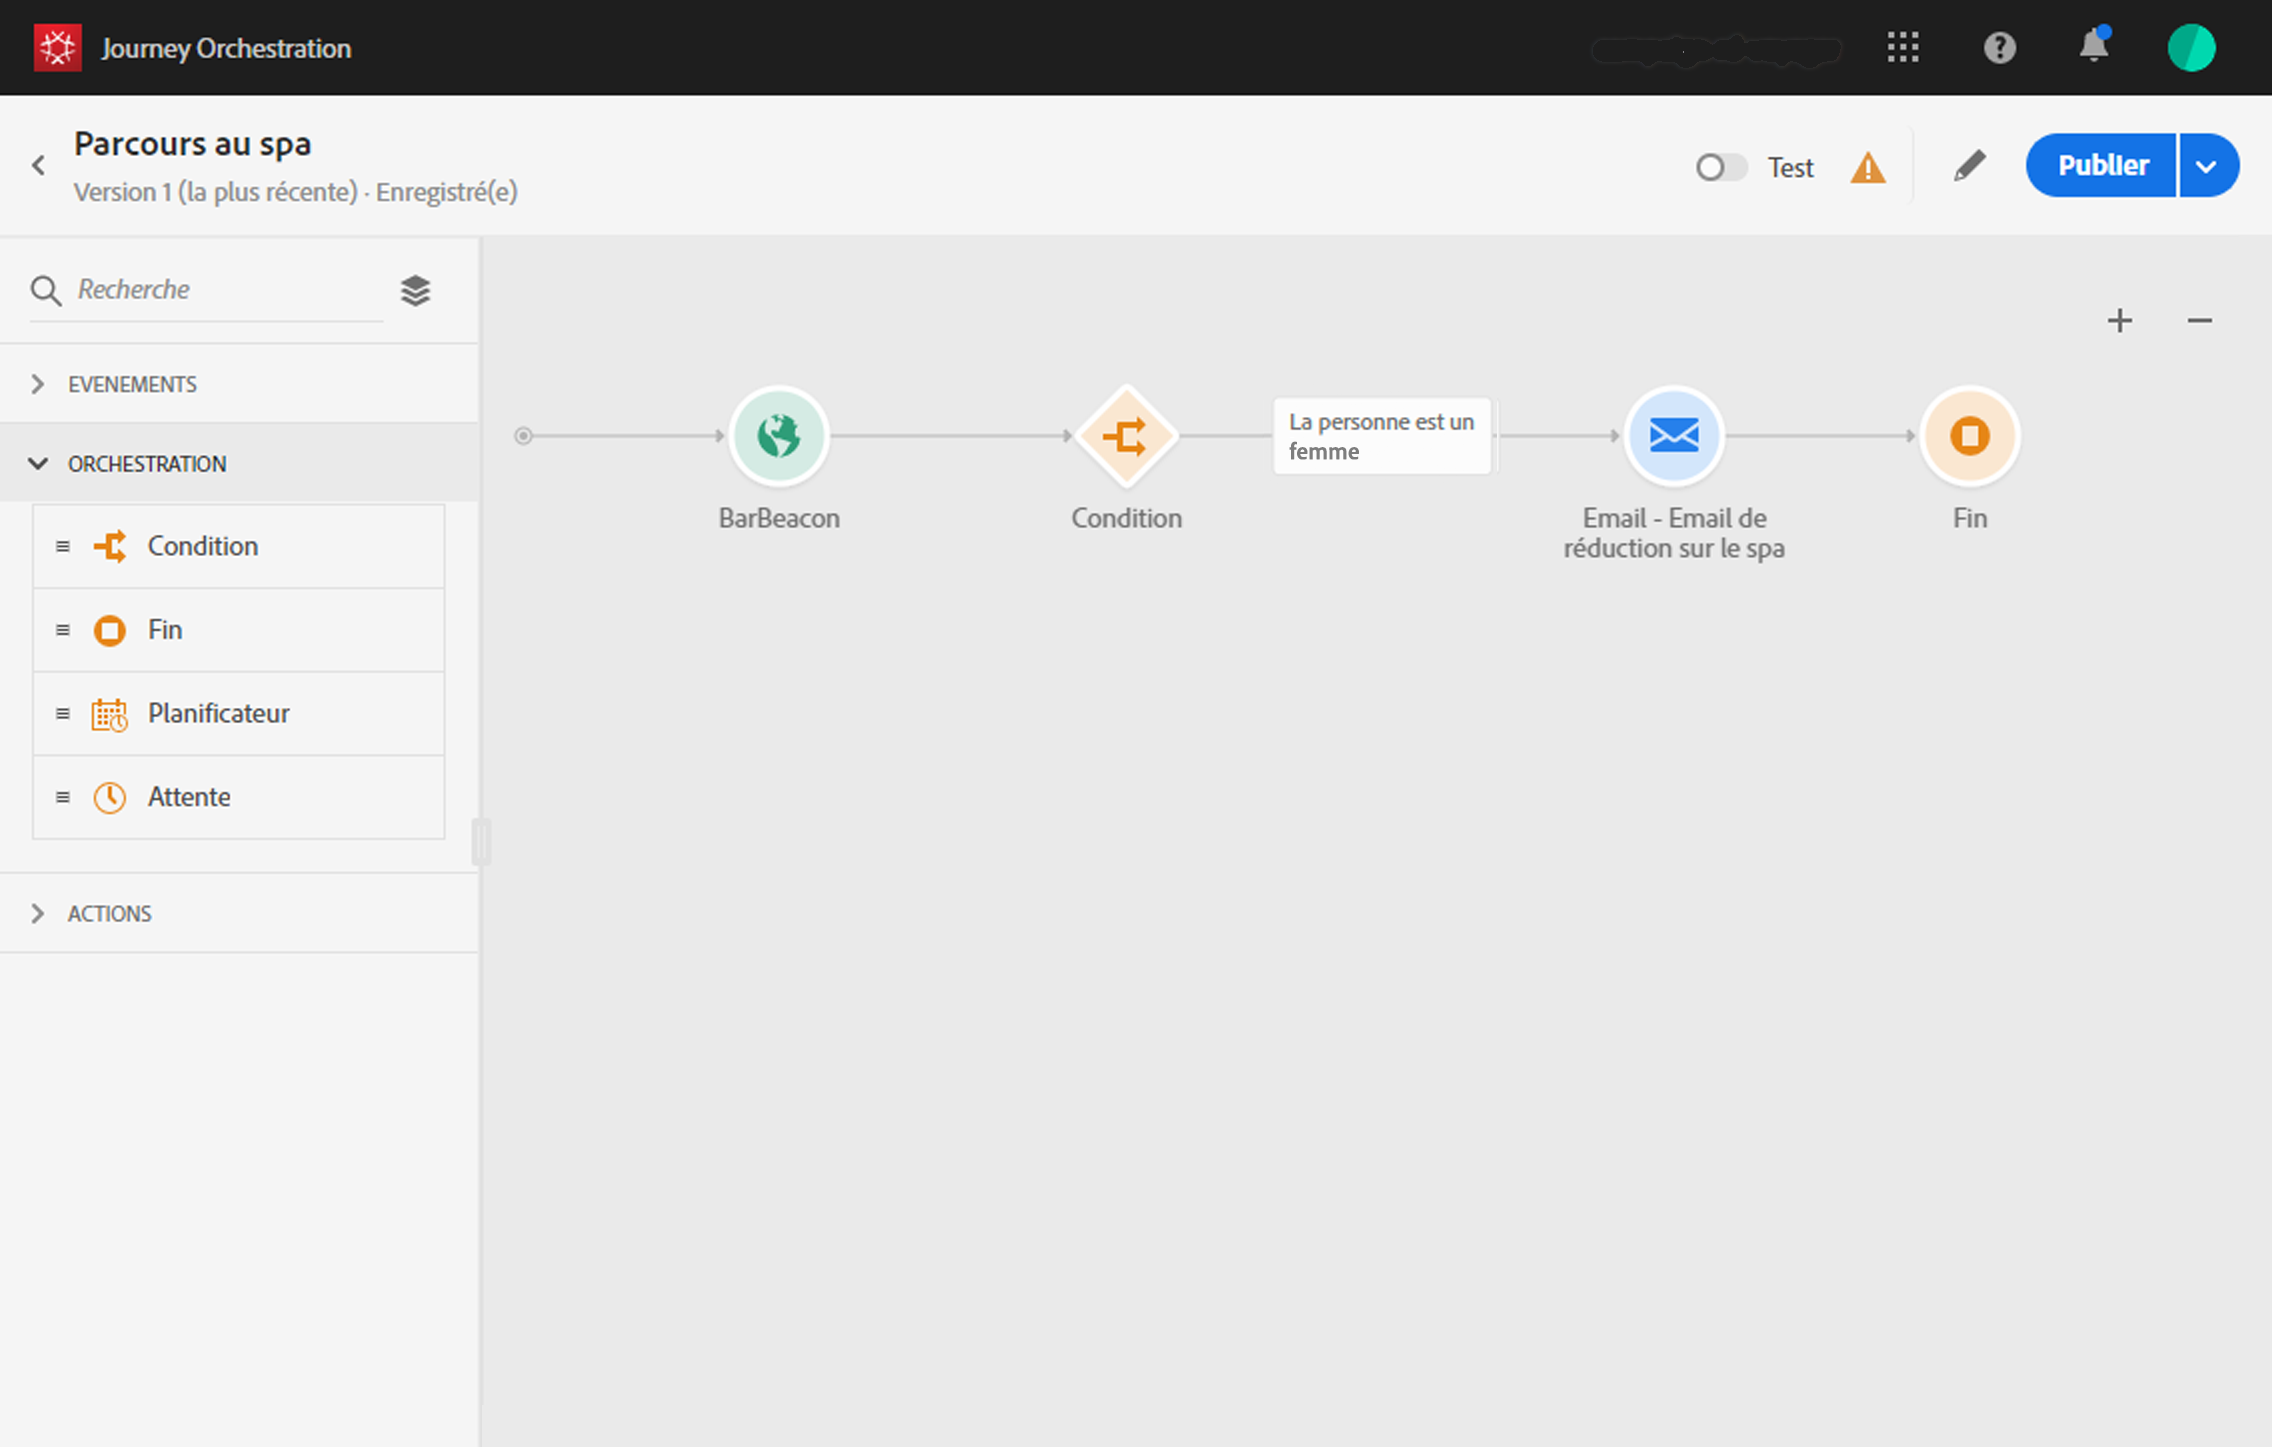 Journey Orchestration
Parcours au spa
Version 1 (la plus récente) · Enregistré(e)
Test
Publier
Recherche
EVENEMENTS
ORCHESTRATION
Condition
Fin
Planificateur
Attente
ACTIONS
BarBeacon
Condition
La personne est un
femme
Email - Email de
réduction sur le spa
Fin